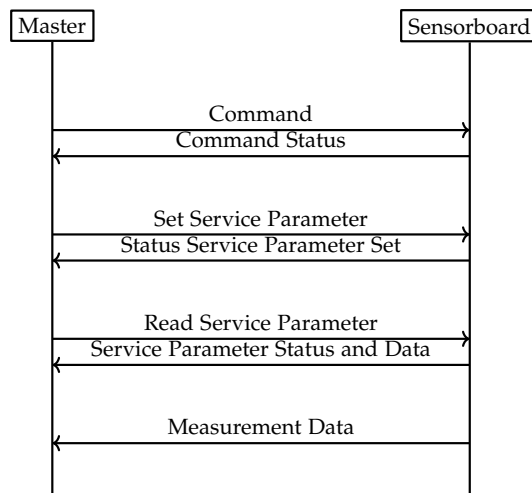 Master
Sensorboard
Command
Command Status
Set Service Parameter
Status Service Parameter Set
Read Service Parameter
Service Parameter Status and Data
Measurement Data